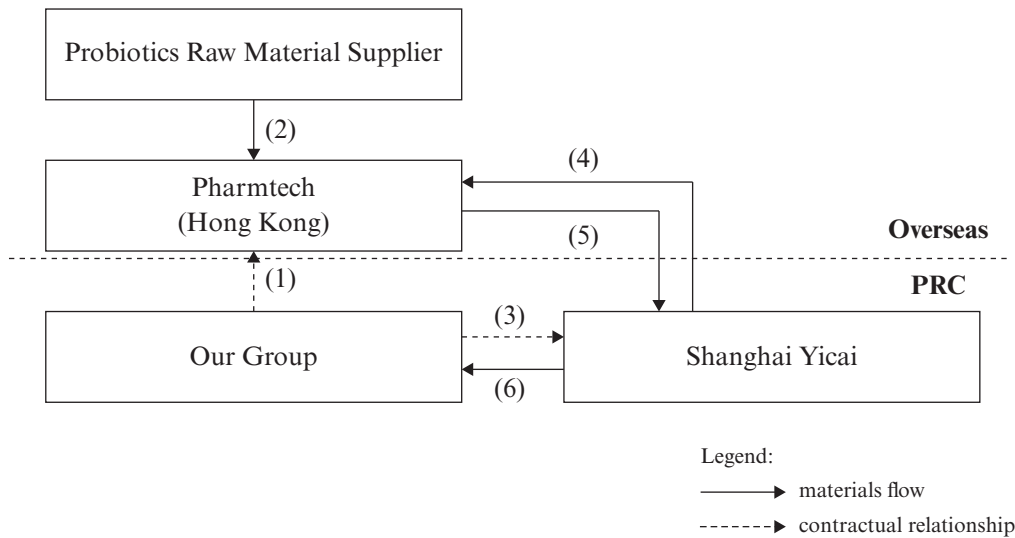 Probiotics Raw Material Supplier
(2)
Pharmtech
(Hong Kong)
(4)
(5)
Overseas
(1)
PRC
Our Group
(3)
(6)
Shanghai Yicai
Legend:
materials flow
contractual relationship